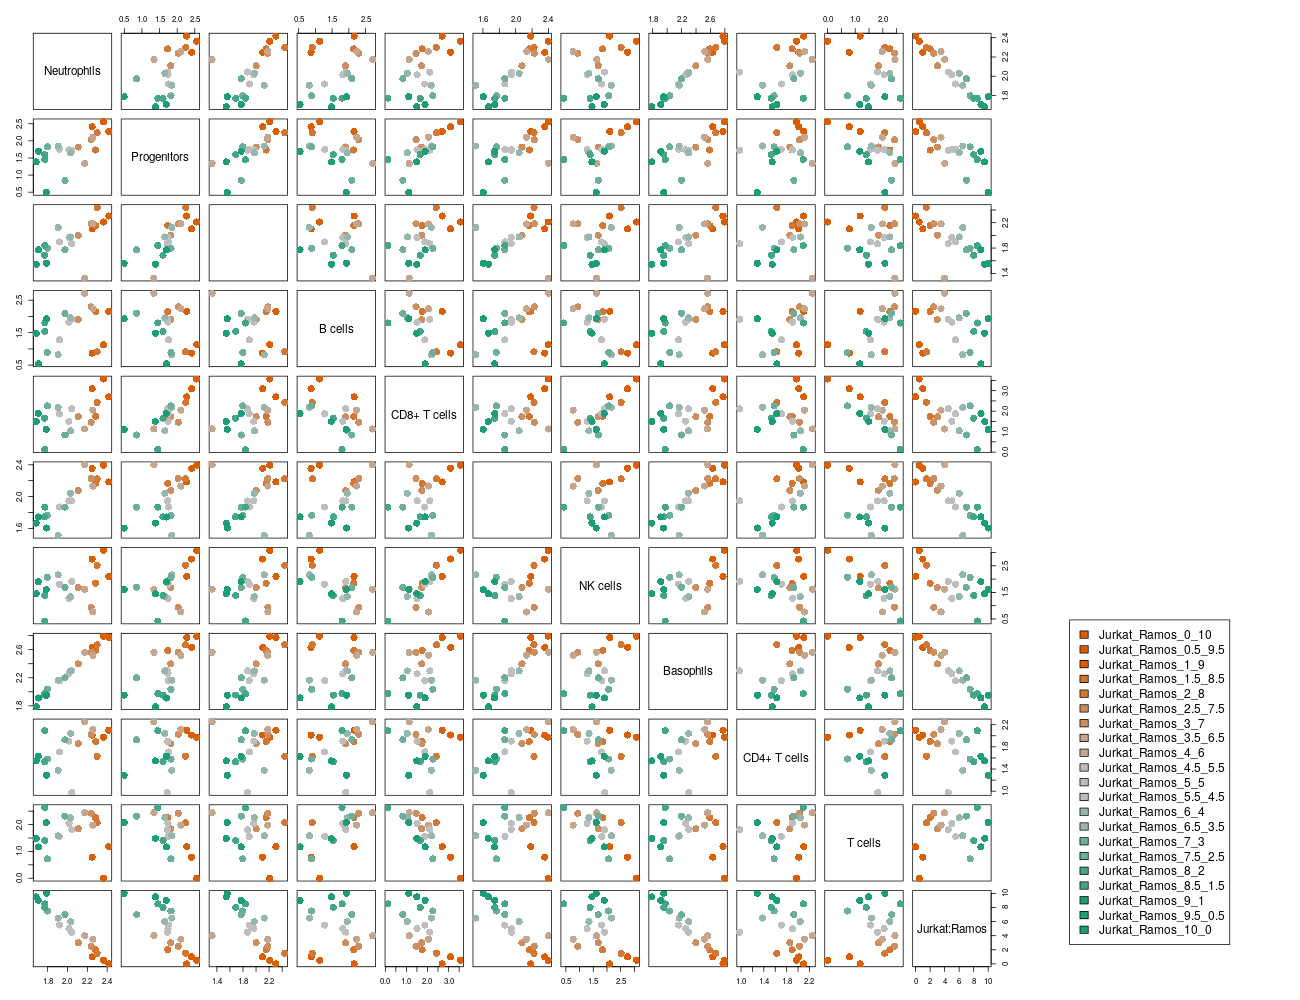 0.5 1.0 1.5 2.0 2.5
0.5 1.5 2.5
1.6 2.0 2.4
1.8 2.2 2.6
0.0 1.0 2.0
Neutrophils
1.8 2.0 2.2 2.4
0.5 1.0 1.5 2.0 2.5
Progenitors
1.4 1.8 2.2
0.5 1.5 2.5
B cells
CD8+ T cells
0.0 1.0 2.0 3.0
1.6 2.0 2.4
NK cells
0.5 1.5 2.5
1.8 2.2 2.6
Basophils
CD4+ T cells
1.0 1.4 1.8 2.2
0.0 1.0 2.0
T cells
Jurkat:Ramos
0 2 4 6 8 10
1.8 2.0 2.2 2.4
1.4 1.8 2.2
0.0 1.0 2.0 3.0
0.5 1.5 2.5
1.0 1.4 1.8 2.2
0 2 4 6 8 10
Jurkat_Ramos_0_10
Jurkat_Ramos_0.5_9.5
Jurkat_Ramos_1_9
Jurkat_Ramos_1.5_8.5
Jurkat_Ramos_2_8
Jurkat_Ramos_2.5_7.5
Jurkat_Ramos_3_7
Jurkat_Ramos_3.5_6.5
Jurkat_Ramos_4_6
Jurkat_Ramos_4.5_5.5
Jurkat_Ramos_5_5
Jurkat_Ramos_5.5_4.5
Jurkat_Ramos_6_4
Jurkat_Ramos_6.5_3.5
Jurkat_Ramos_7_3
Jurkat_Ramos_7.5_2.5
Jurkat_Ramos_8_2
Jurkat_Ramos_8.5_1.5
Jurkat_Ramos_9_1
Jurkat_Ramos_9.5_0.5
Jurkat_Ramos_10_0